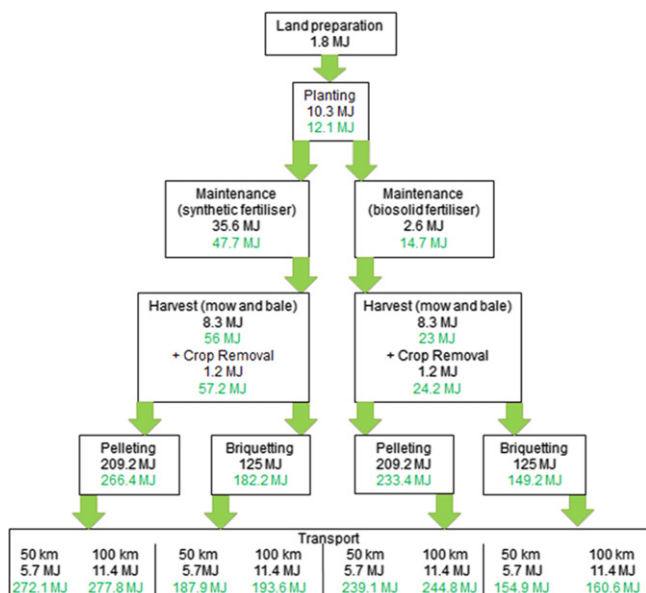 Land preparation
1.8 MJ
Planting
10.3 MJ
12.1 MJ
Maintenance
(synthetic fertiliser)
35.6 MJ
47.7 MJ
Maintenance
(biosolid fertiliser)
2.6 MJ
14.7 MJ
Harvest (mow and bale)
8.3 MJ
56 MJ
+ Crop Removal
1.2 MJ
57.2 MJ
Harvest (mow and bale)
8.3 MJ
23 MJ
+ Crop Removal
1.2 MJ
24.2 MJ
Pelleting
209.2 MJ
266.4 MJ
Briquetting
125 MJ
182.2 MJ
Pelleting
209.2 MJ
233.4 MJ
Briquetting
125 MJ
149.2 MJ
Transport
50 km
5.7 MJ
272.1 MJ
100 km
11.4 MJ
277.8 MJ
50 km
5.7MJ
187.9 MJ
100 km
11.4 MJ
193.6 MJ
50 km
5.7 MJ
239.1 MJ
100 km
11.4 MJ
244.8 MJ
50 km
5.7 MJ
154.9 MJ
100 km
11.4 MJ
160.6 MJ